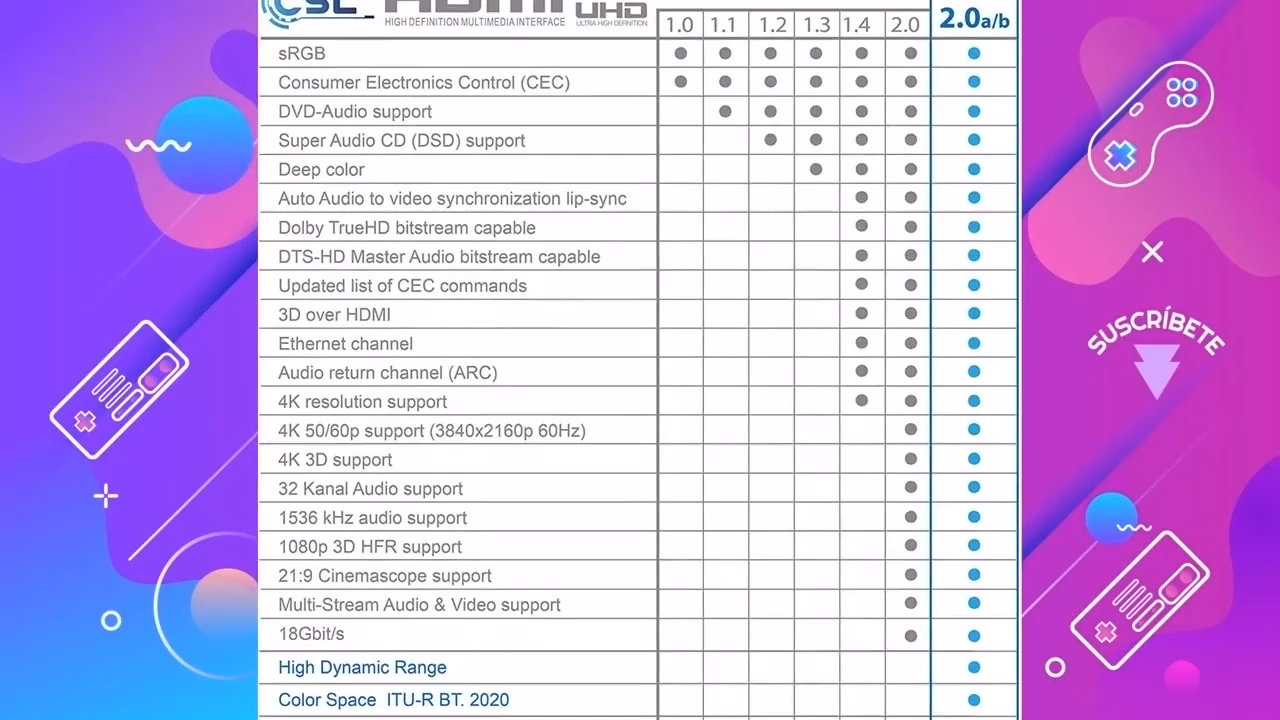 CSL HDMI UHD
HIGH DEFINITION MULTIMEDIA INTERFACE ULTRA HIGH DEFINITION
1.0 1.1 1.2 1.3 1.4 2.0 2.0a/b
sRGB
Consumer Electronics Control (CEC)
DVD-Audio support
Super Audio CD (DSD) support
Deep color
Auto Audio to video synchronization lip-sync
Dolby TrueHD bitstream capable
DTS-HD Master Audio bitstream capable
Updated list of CEC commands
3D over HDMI
Ethernet channel
Audio return channel (ARC)
4K resolution support
4K 50/60p support (3840x2160p 60Hz)
4K 3D support
32 Kanal Audio support
1536 kHz audio support
1080p 3D HFR support
21:9 Cinemascope support
Multi-Stream Audio & Video support
18Gbit/s
High Dynamic Range
Color Space ITU-R BT. 2020
SUSCRÍBETE